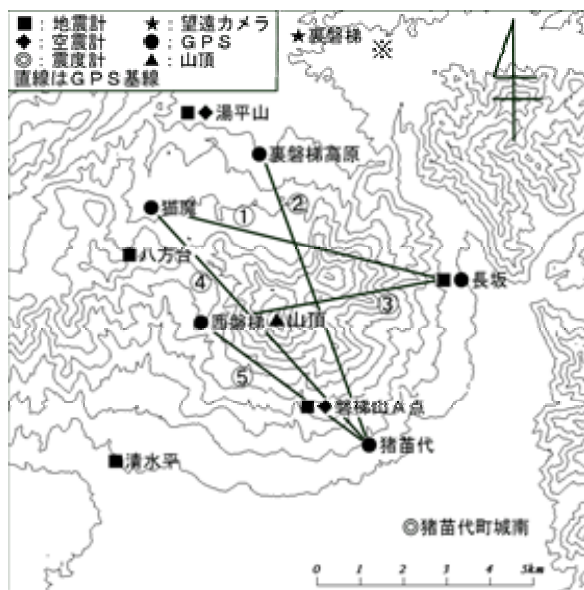 ■：地震計　★：望遠カメラ
◆：空震計　●：ＧＰＳ
◎：震度計　▲：山頂
直線はＧＰＳ基線
★裏磐梯
※
■◆湯平山
●裏磐梯高原
②
●猫魔
①
■八方台
④
■●長坂
③
●西磐梯
▲山頂
⑤
■◆磐梯山Ａ点
●猪苗代
■清水平
◎猪苗代町城南
0 1 2 3 4 5km